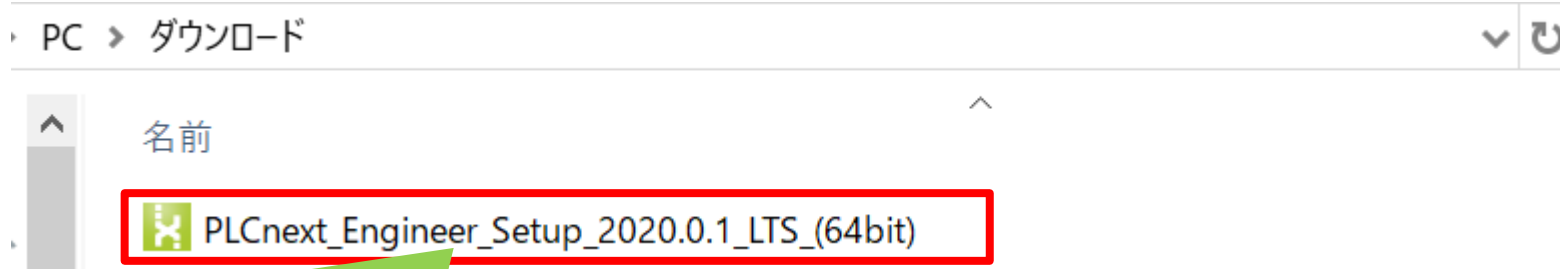 PC > ダウンロード
名前
PLCnext_Engineer_Setup_2020.0.1_LTS_(64bit)